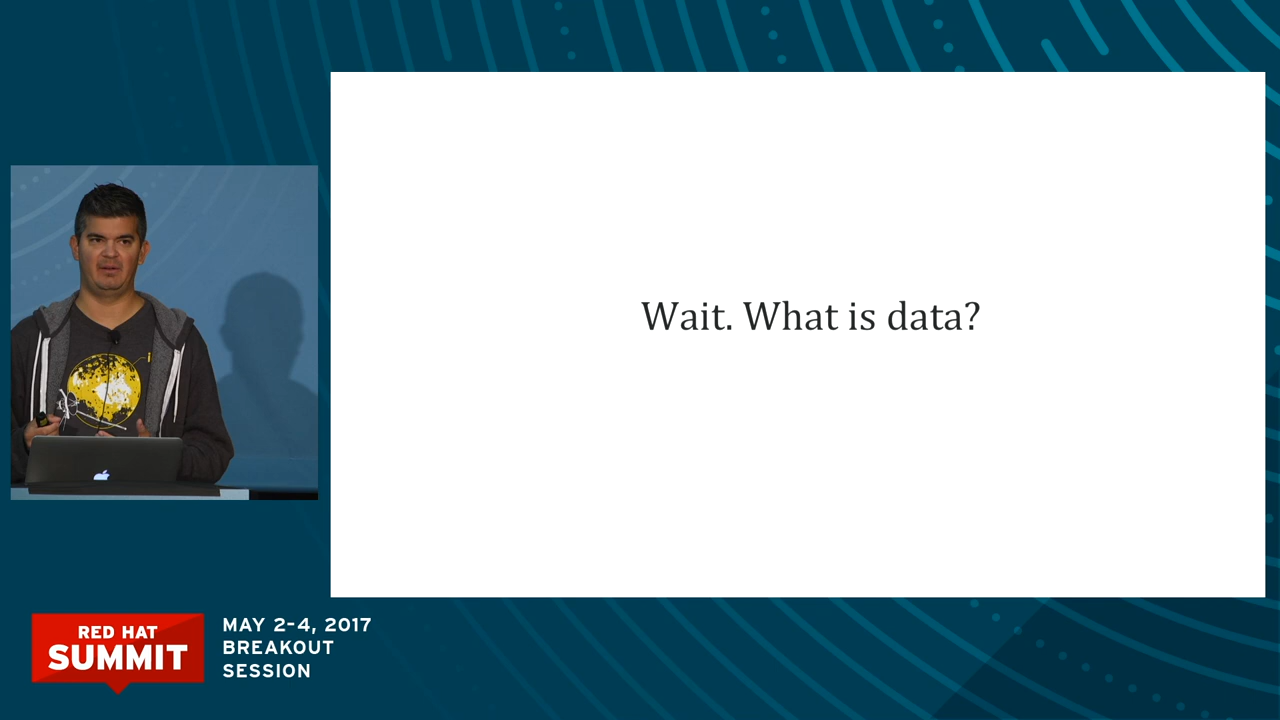 Wait. What is data?
RED HAT
SUMMIT
MAY 2-4, 2017
BREAKOUT
SESSION